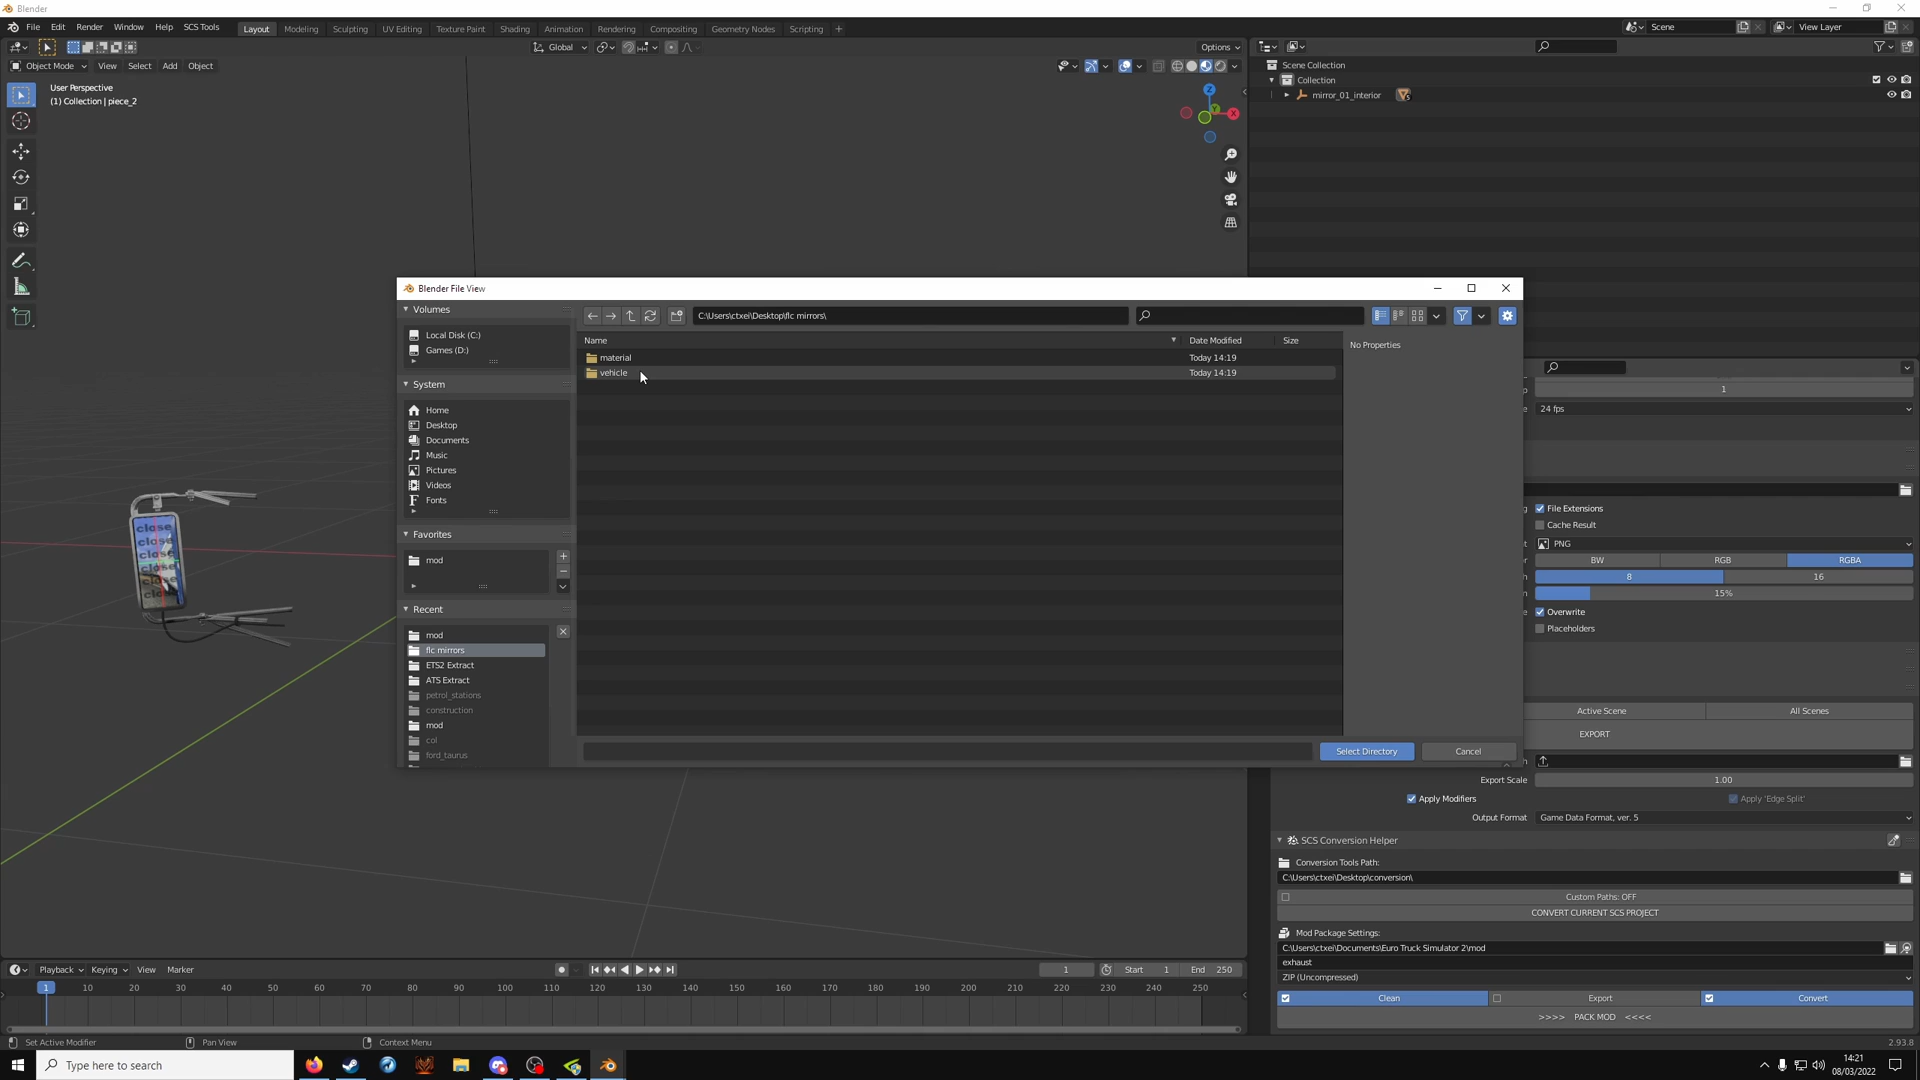 Blender
File Edit Render Window Help SCS Tools
Layout Modeling Sculpting UV Editing Texture Paint Shading Animation Rendering Compositing Geometry Nodes Scripting +
Scene
View Layer
Global
Options
Object Mode View Select Add Object
User Perspective
(1) Collection | piece_2
Z
Y
X
Scene Collection
Collection
mirror_01_interior
5
Blender File View
Volumes
Local Disk (C:)
Games (D:)
System
Home
Desktop
Documents
Music
Pictures
Videos
Fonts
Favorites
mod
Recent
mod
flc mirrors
ETS2 Extract
ATS Extract
petrol_stations
construction
mod
col
ford_taurus
C:\Users\ctxei\Desktop\flc mirrors\
Name Date Modified Size
material Today 14:19
vehicle Today 14:19
No Properties
Select Directory Cancel
close
close
close
close
close
1
24 fps
File Extensions
Cache Result
PNG
BW RGB RGBA
8 16
15%
Overwrite
Placeholders
Active Scene All Scenes
EXPORT
Export Scale 1.00
Apply Modifiers Apply 'Edge Split'
Output Format Game Data Format, ver. 5
SCS Conversion Helper
Conversion Tools Path:
C:\Users\ctxei\Desktop\conversion\
Custom Paths: OFF
CONVERT CURRENT SCS PROJECT
Mod Package Settings:
C:\Users\ctxei\Documents\Euro Truck Simulator 2\mod
exhaust
ZIP (Uncompressed)
Clean Export Convert
>>>> PACK MOD <<<<
Playback Keying View Marker
1 Start 1 End 250
1 10 20 30 40 50 60 70 80 90 100 110 120 130 140 150 160 170 180 190 200 210 220 230 240 250
Set Active Modifier Pan View Context Menu
2.93.8
Type here to search
14:21
08/03/2022